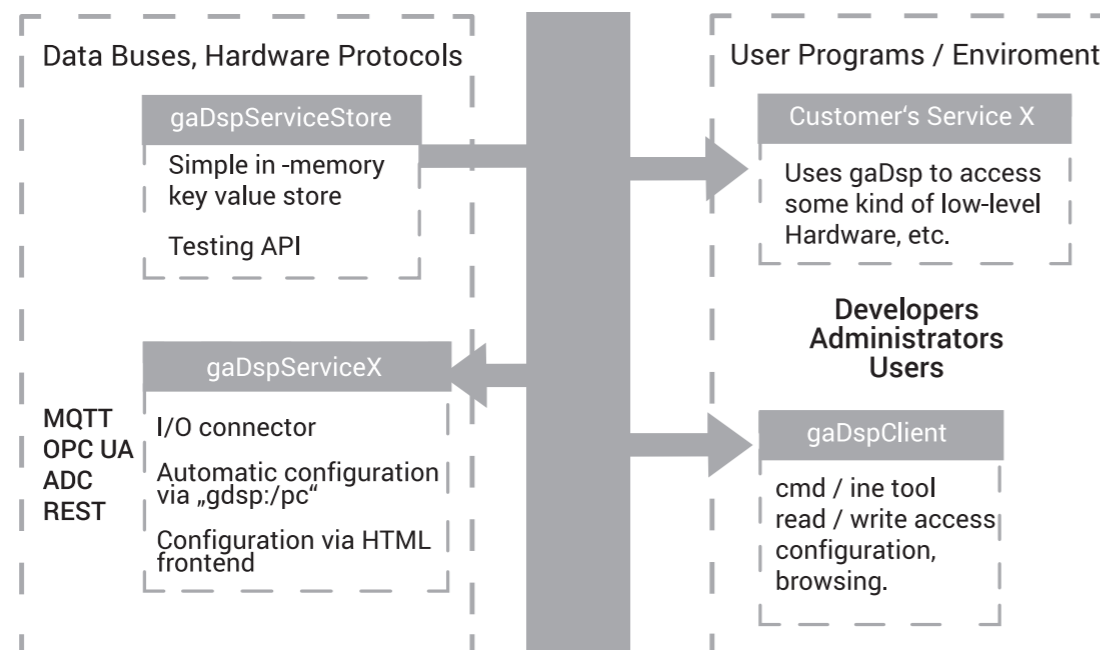 Data Buses, Hardware Protocols
gaDspServiceStore
Simple in -memory
key value store
Testing API
gaDspServiceX
MQTT
OPC UA
ADC
REST
I/O connector
Automatic configuration
via „gdsp:/pc“
Configuration via HTML
frontend
User Programs / Enviroment
Customer‘s Service X
Uses gaDsp to access
some kind of low-level
Hardware, etc.
Developers
Administrators
Users
gaDspClient
cmd / ine tool
read / write access
configuration,
browsing.